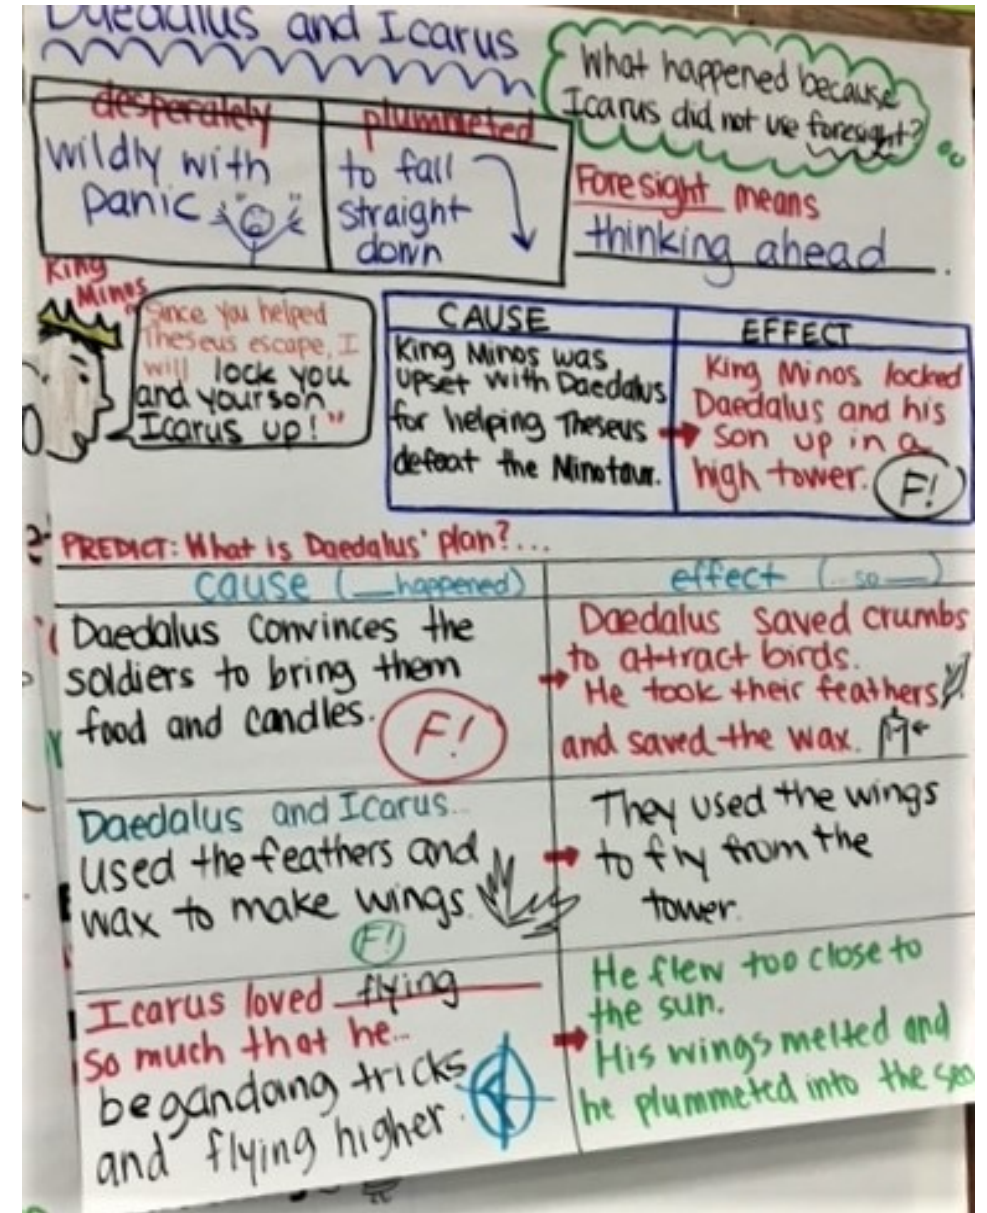 Daedalus and Icarus
What happened because
Icarus did not use foresight?
desperately
wildly with
panic
plummeted
to fall
straight
down
Foresight means
thinking ahead.
King
Minos
"Since you helped
Theseus escape, I
will lock you
and your son
Icarus up!"
CAUSE
King Minos was
upset with Daedalus
for helping Theseus
defeat the Minotaur.
EFFECT
King Minos locked
Daedalus and his
son up in a
high tower.
F!
PREDICT: What is Daedalus' plan?...
cause (__happened)
effect (..so__)
Daedalus convinces the
soldiers to bring them
food and candles.
F!
Daedalus saved crumbs
to attract birds.
He took their feathers
and saved the wax.
Daedalus and Icarus...
used the feathers and
wax to make wings.
F!
They used the wings
to fly from the
tower.
Icarus loved flying
so much that he...
began doing tricks
and flying higher.
He flew too close to
the sun.
His wings melted and
he plummeted into the sea